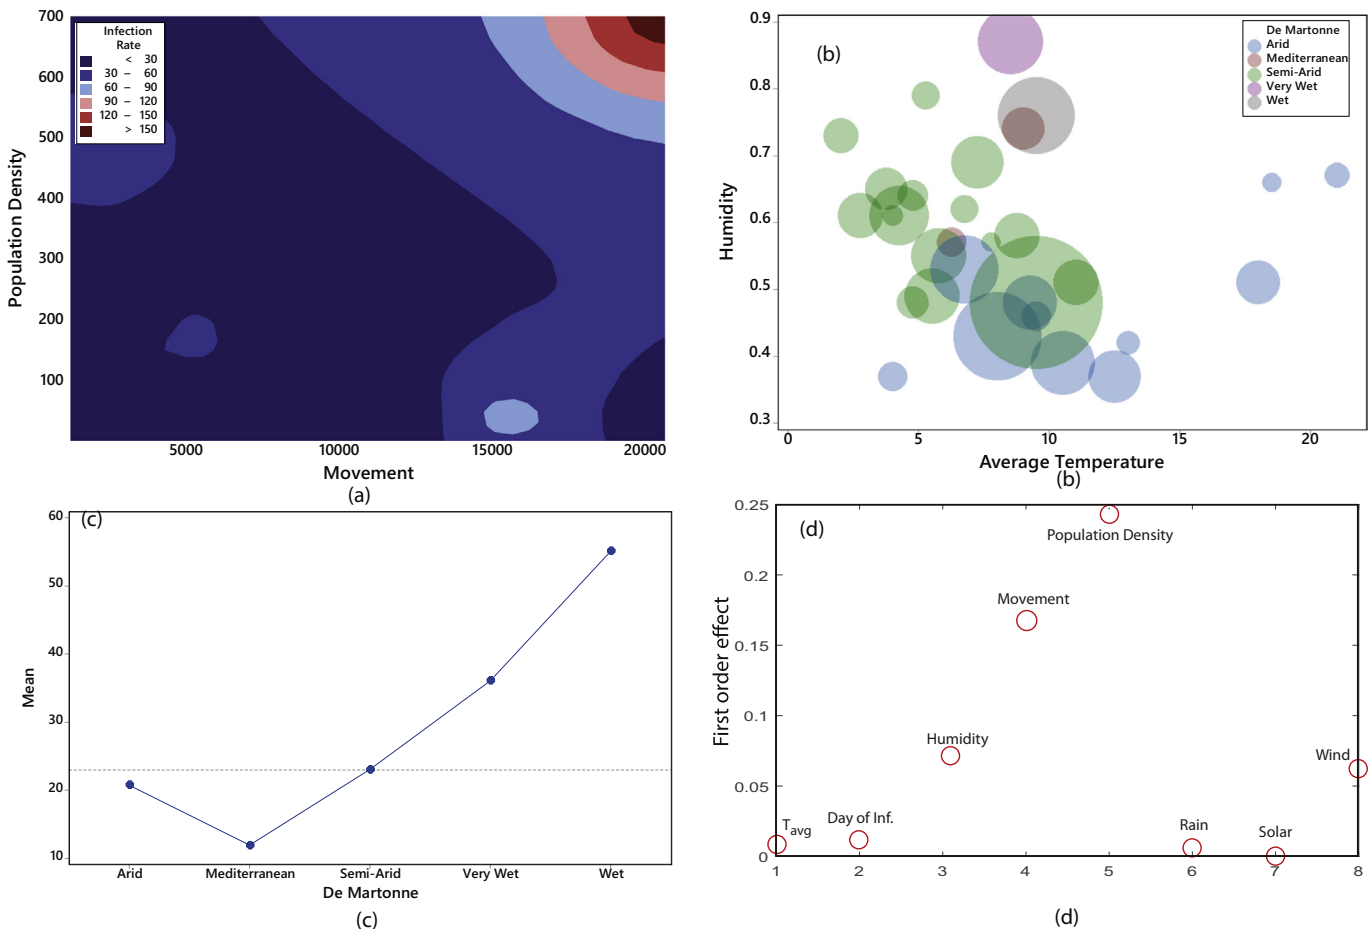 700
600
500
400
300
200
100
Population Density
Infection
Rate
< 30
30 – 60
60 – 90
90 – 120
120 – 150
> 150
5000
10000
15000
20000
Movement
(a)
0.9
0.8
0.7
0.6
0.5
0.4
0.3
Humidity
(b)
De Martonne
Arid
Mediterranean
Semi-Arid
Very Wet
Wet
0
5
10
15
20
Average Temperature
(b)
(c)
60
50
40
30
20
10
Mean
Arid
Mediterranean
Semi-Arid
Very Wet
Wet
De Martonne
(c)
0.25
0.2
0.15
0.1
0.05
0
First order effect
(d)
Population Density
Movement
Humidity
Wind
Tavg
Day of Inf.
Rain
Solar
1
2
3
4
5
6
7
8
(d)